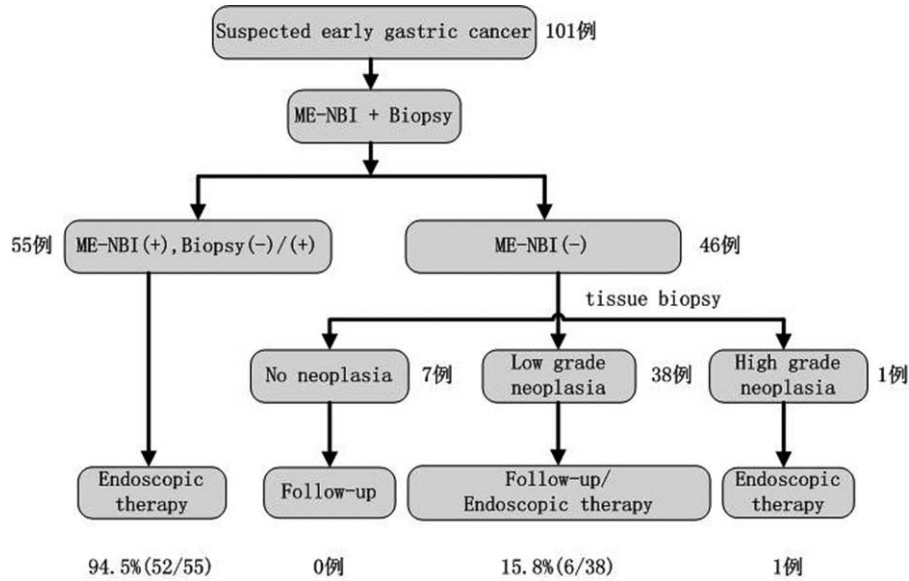 Suspected early gastric cancer 101例
ME-NBI + Biopsy
55例 ME-NBI(+),Biopsy(-)/(+) ME-NBI(-) 46例
tissue biopsy
No neoplasia 7例
Low grade
neoplasia 38例
High grade
neoplasia 1例
Endoscopic
therapy
Follow-up
Follow-up/
Endoscopic therapy
Endoscopic
therapy
94.5%(52/55) 0例 15.8%(6/38) 1例